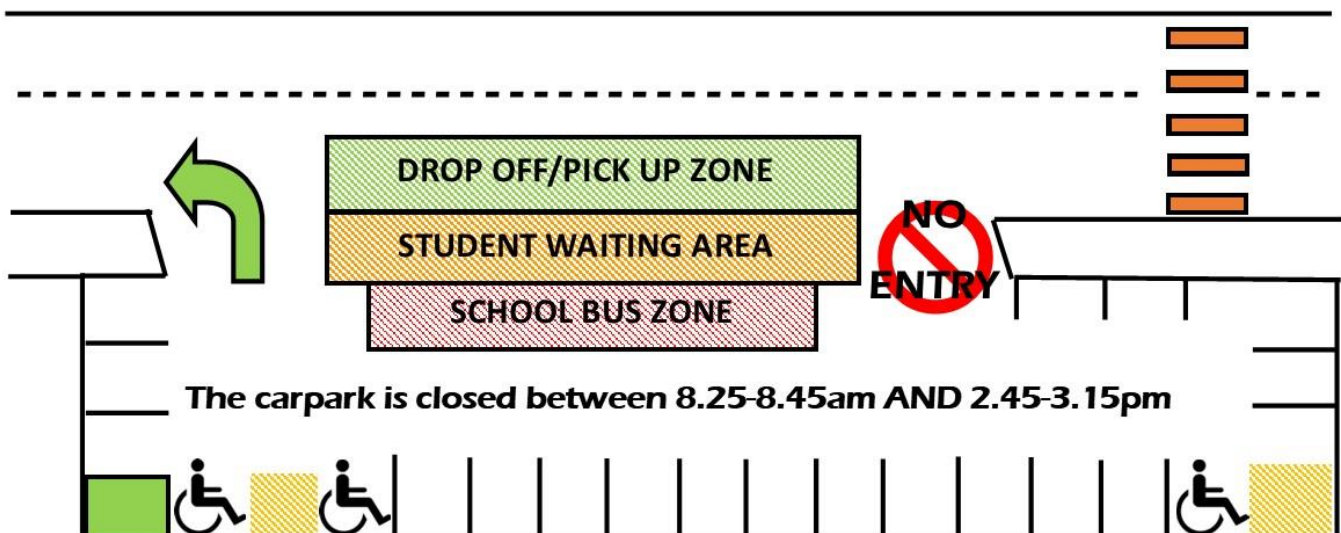 DROP OFF/PICK UP ZONE
STUDENT WAITING AREA
SCHOOL BUS ZONE
NO
ENTRY
The carpark is closed between 8.25-8.45am AND 2.45-3.15pm